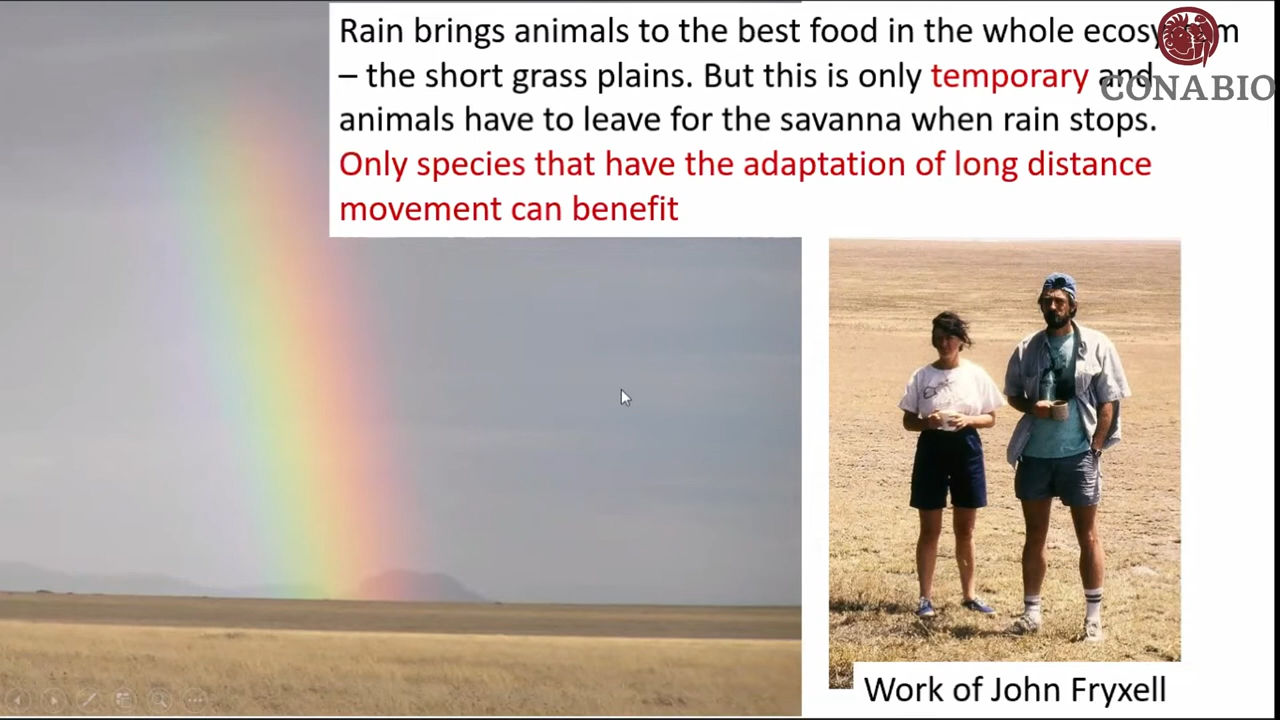 Rain brings animals to the best food in the whole ecosystem
– the short grass plains. But this is only temporary and
animals have to leave for the savanna when rain stops.
Only species that have the adaptation of long distance
movement can benefit
CONABIO
Work of John Fryxell